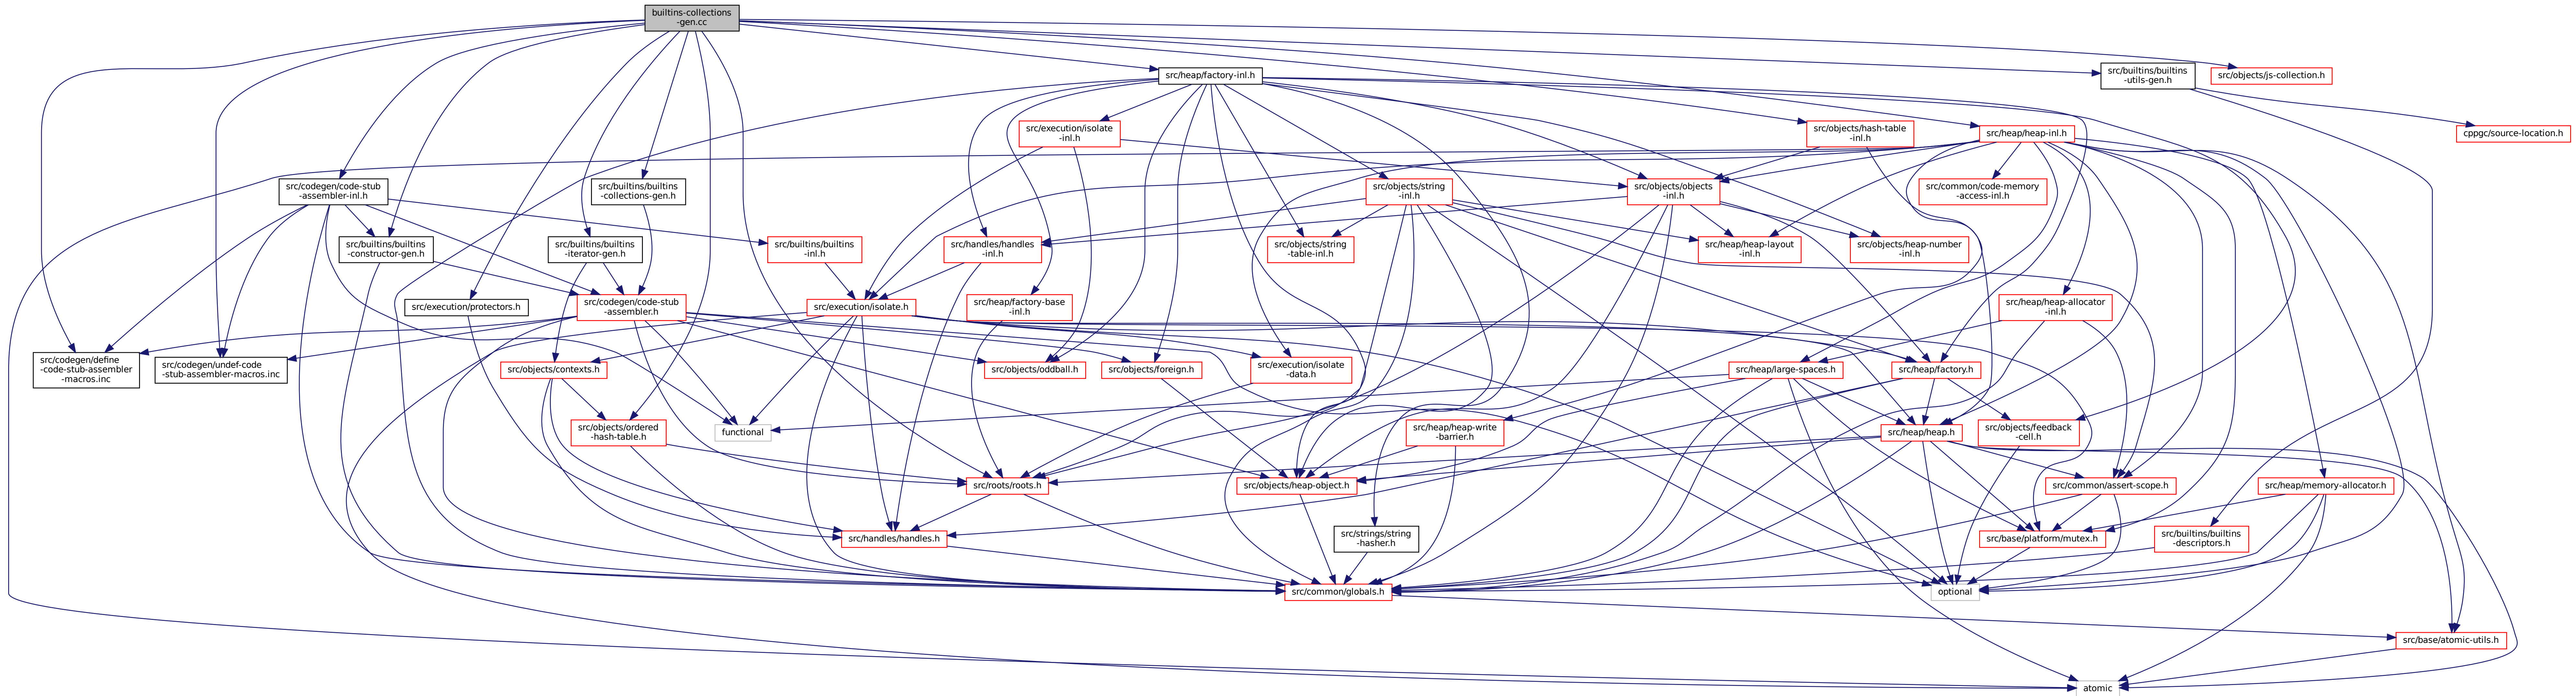 builtins-collections
-gen.cc
src/heap/factory-inl.h
src/builtins/builtins
-utils-gen.h
src/objects/js-collection.h
src/execution/isolate
-inl.h
src/objects/hash-table
-inl.h
src/heap/heap-inl.h
cppgc/source-location.h
src/codegen/code-stub
-assembler-inl.h
src/builtins/builtins
-collections-gen.h
src/objects/string
-inl.h
src/objects/objects
-inl.h
src/common/code-memory
-access-inl.h
src/builtins/builtins
-constructor-gen.h
src/builtins/builtins
-iterator-gen.h
src/builtins/builtins
-inl.h
src/handles/handles
-inl.h
src/objects/string
-table-inl.h
src/heap/heap-layout
-inl.h
src/objects/heap-number
-inl.h
src/execution/protectors.h
src/codegen/code-stub
-assembler.h
src/execution/isolate.h
src/heap/factory-base
-inl.h
src/heap/heap-allocator
-inl.h
src/codegen/define
-code-stub-assembler
-macros.inc
src/codegen/undef-code
-stub-assembler-macros.inc
src/objects/contexts.h
src/objects/oddball.h
src/objects/foreign.h
src/execution/isolate
-data.h
src/heap/large-spaces.h
src/heap/factory.h
src/objects/ordered
-hash-table.h
functional
src/heap/heap-write
-barrier.h
src/heap/heap.h
src/objects/feedback
-cell.h
src/roots/roots.h
src/objects/heap-object.h
src/common/assert-scope.h
src/heap/memory-allocator.h
src/handles/handles.h
src/strings/string
-hasher.h
src/base/platform/mutex.h
src/builtins/builtins
-descriptors.h
src/common/globals.h
optional
src/base/atomic-utils.h
atomic